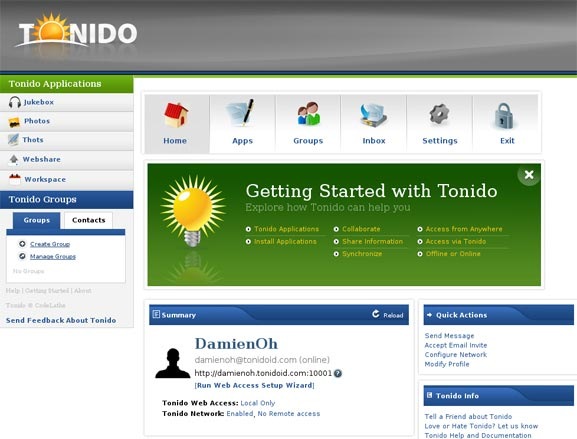 TONIDO
Tonido Applications
Jukebox
Photos
Thots
Webshare
Workspace
Tonido Groups
Groups
Contacts
Create Group
Manage Groups
No Groups
Help | Getting Started | About
Tonido © CodeLathe
Send Feedback About Tonido
Home
Apps
Groups
Inbox
Settings
Exit
Getting Started with Tonido
Explore how Tonido can help you
Tonido Applications
Install Applications
Collaborate
Share Information
Synchronize
Access from Anywhere
Access via Tonido
Offline or Online
Summary
Reload
DamienOh
damienoh@tonidoid.com (online)
http://damienoh.tonidoid.com:10001 ?
[Run Web Access Setup Wizard]
Tonido Web Access: Local Only
Tonido Network: Enabled, No Remote access
Quick Actions
Send Message
Accept Email Invite
Configure Network
Modify Profile
Tonido Info
Tell a Friend about Tonido
Love or Hate Tonido? Let us know
Tonido Help and Documentation